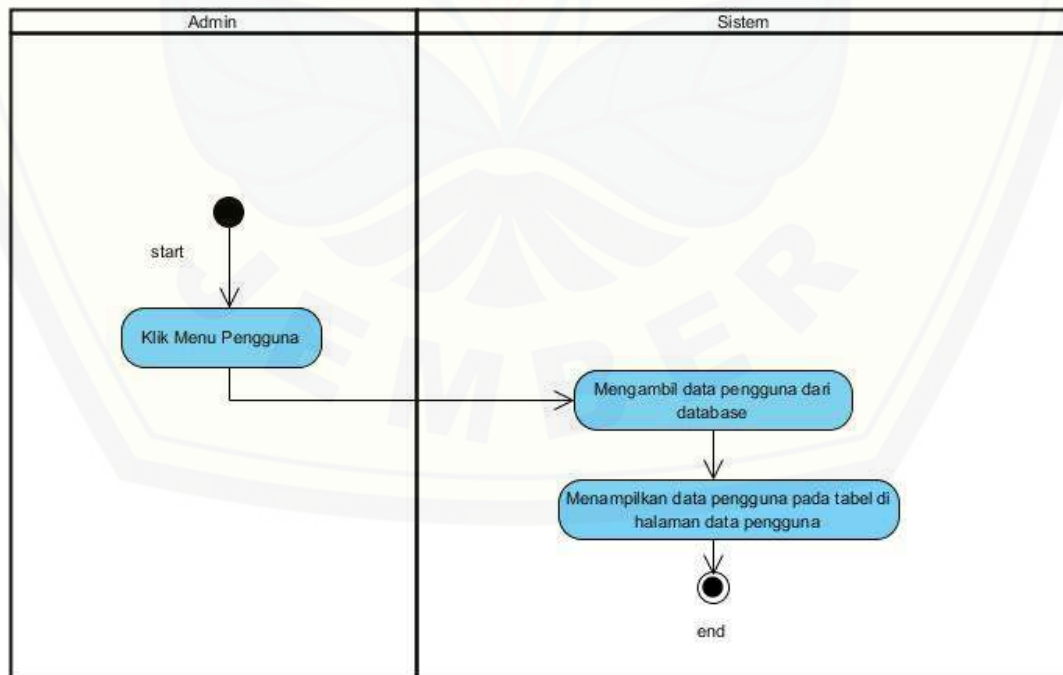 Admin
Sistem
start
Klik Menu Pengguna
Mengambil data pengguna dari
database
Menampilkan data pengguna pada tabel di
halaman data pengguna
end
JEMBER